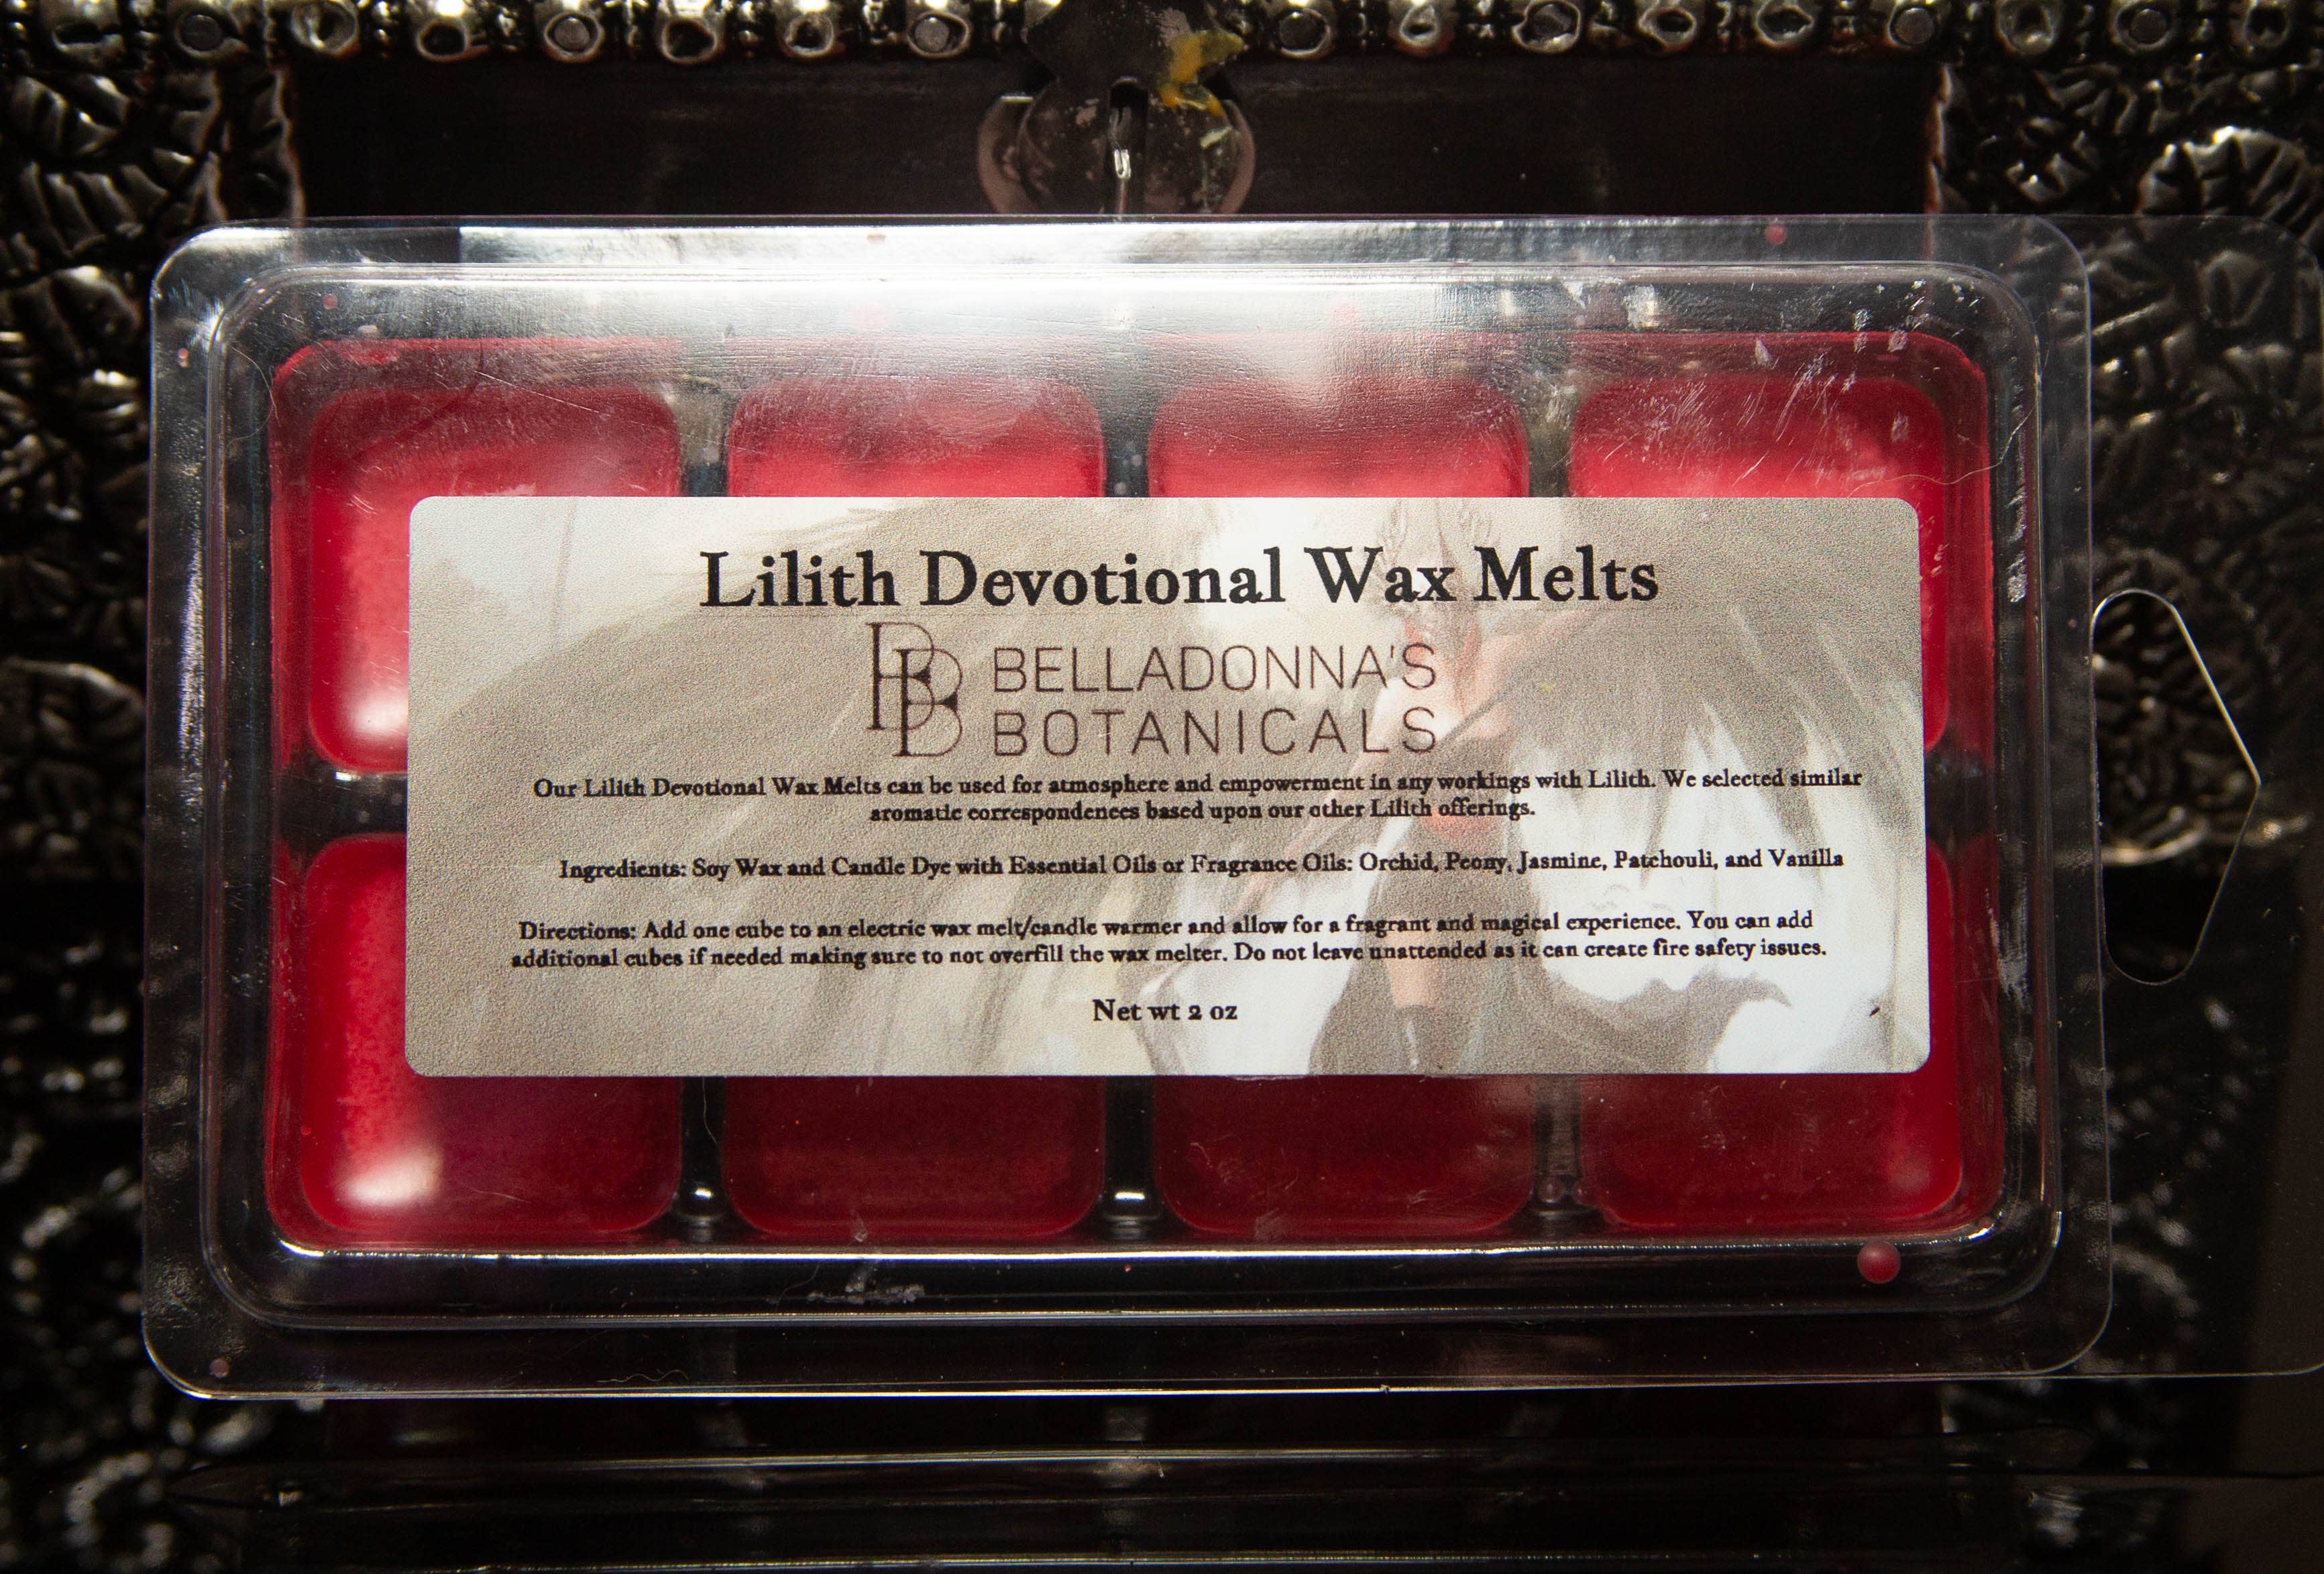 Lilith Devotional Wax Melts
BB BELLADONNA'S
BOTANICALS
Our Lilith Devotional Wax Melts can be used for atmosphere and empowerment in any workings with Lilith. We selected similar
aromatic correspondences based upon our other Lilith offerings.
Ingredients: Soy Wax and Candle Dye with Essential Oils or Fragrance Oils: Orchid, Peony, Jasmine, Patchouli, and Vanilla
Directions: Add one cube to an electric wax melt/candle warmer and allow for a fragrant and magical experience. You can add
additional cubes if needed making sure to not overfill the wax melter. Do not leave unattended as it can create fire safety issues.
Net wt 2 oz